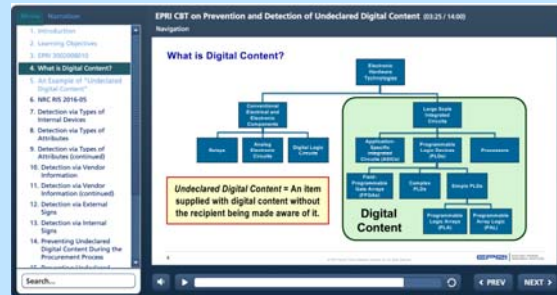 Menu Narration
EPRI CBT on Prevention and Detection of Undeclared Digital Content (03:25 / 14:00)
Navigation
1. Introduction
2. Learning Objectives
3. EPRI 3002008010
4. What is Digital Content?
5. An Example of "Undeclared
Digital Content"
6. NRC RIS 2016-05
7. Detection via Types of
Internal Devices
8. Detection via Types of
Attributes
9. Detection via Types of
Attributes (continued)
10. Detection via Vendor
Information
11. Detection via Vendor
Information (continued)
12. Detection via External
Signs
13. Detection via Internal
Signs
14. Preventing Undeclared
Digital Content During the
Procurement Process
Search...
What is Digital Content?
Electronic
Hardware
Technologies
Conventional
Electrical and
Electronic
Components
Large Scale
Integrated
Circuits
Relays
Analog
Electronic
Circuits
Digital Logic
Circuits
Application-
Specific
Integrated
Circuits (ASICs)
Programmable
Logic Devices
(PLDs)
Processors
Field-
Programmable
Gate Arrays
(FPGAs)
Complex
PLDs
Simple PLDs
Programmable
Logic Arrays
(PLA)
Programmable
Array Logic
(PAL)
Digital
Content
Undeclared Digital Content = An item
supplied with digital content without
the recipient being made aware of it.
EPRI
< PREV
NEXT >